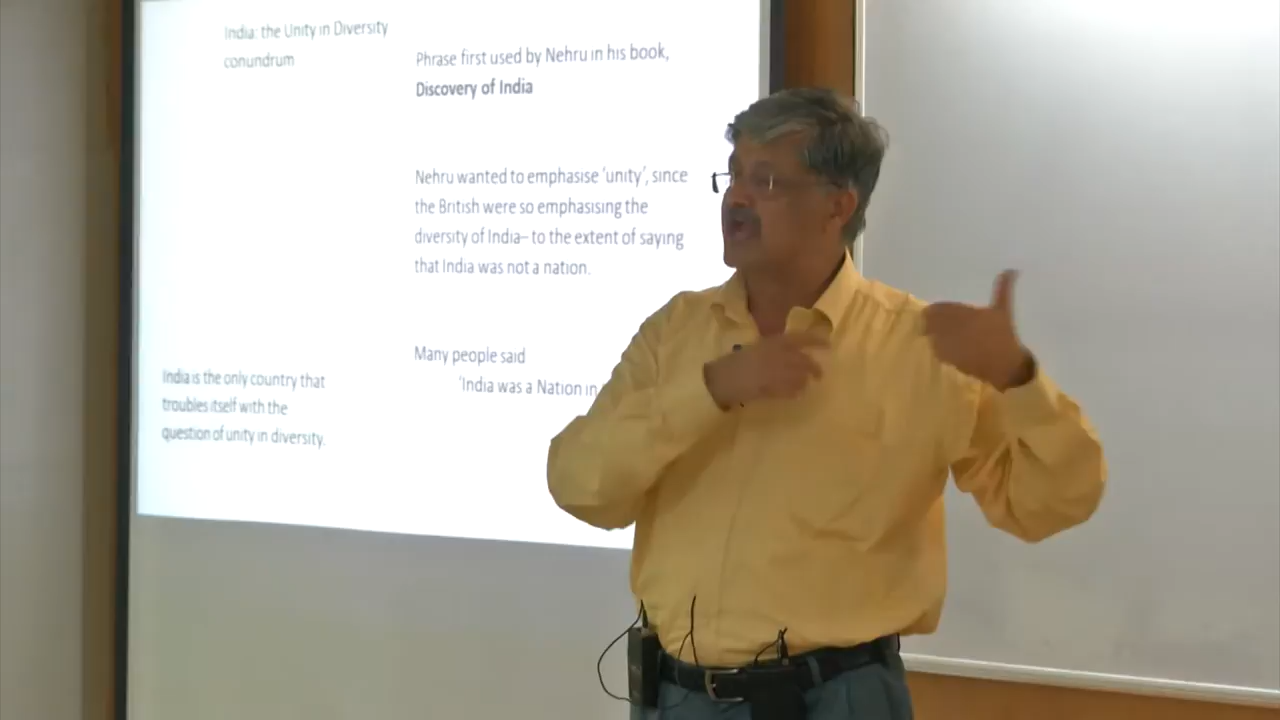 India: the Unity in Diversity
conundrum
Phrase first used by Nehru in his book,
Discovery of India
Nehru wanted to emphasise ‘unity’, since
the British were so emphasising the
diversity of India– to the extent of saying
that India was not a nation.
Many people said
‘India was a Nation in
India is the only country that
troubles itself with the
question of unity in diversity.